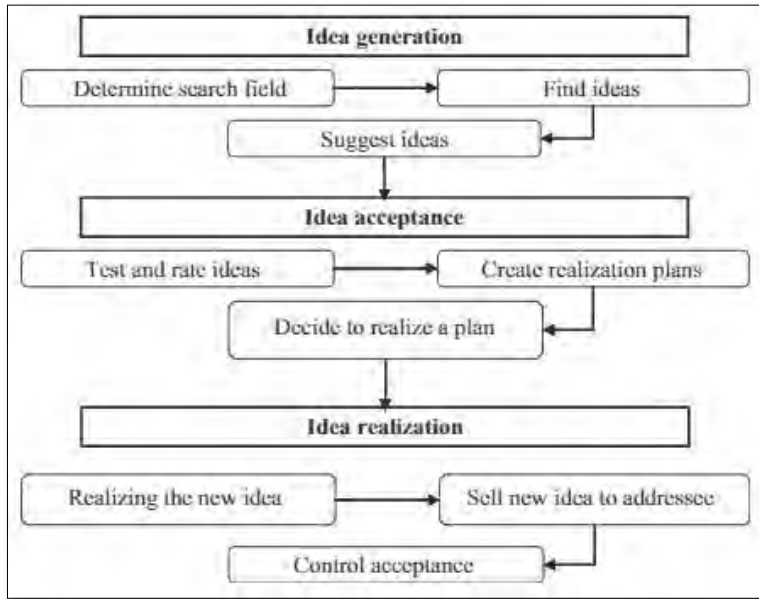 Idea generation
Determine search field
Find ideas
Suggest ideas
Idea acceptance
Test and rate ideas
Create realization plans
Decide to realize a plan
Idea realization
Realizing the new idea
Sell new idea to addressee
Control acceptance